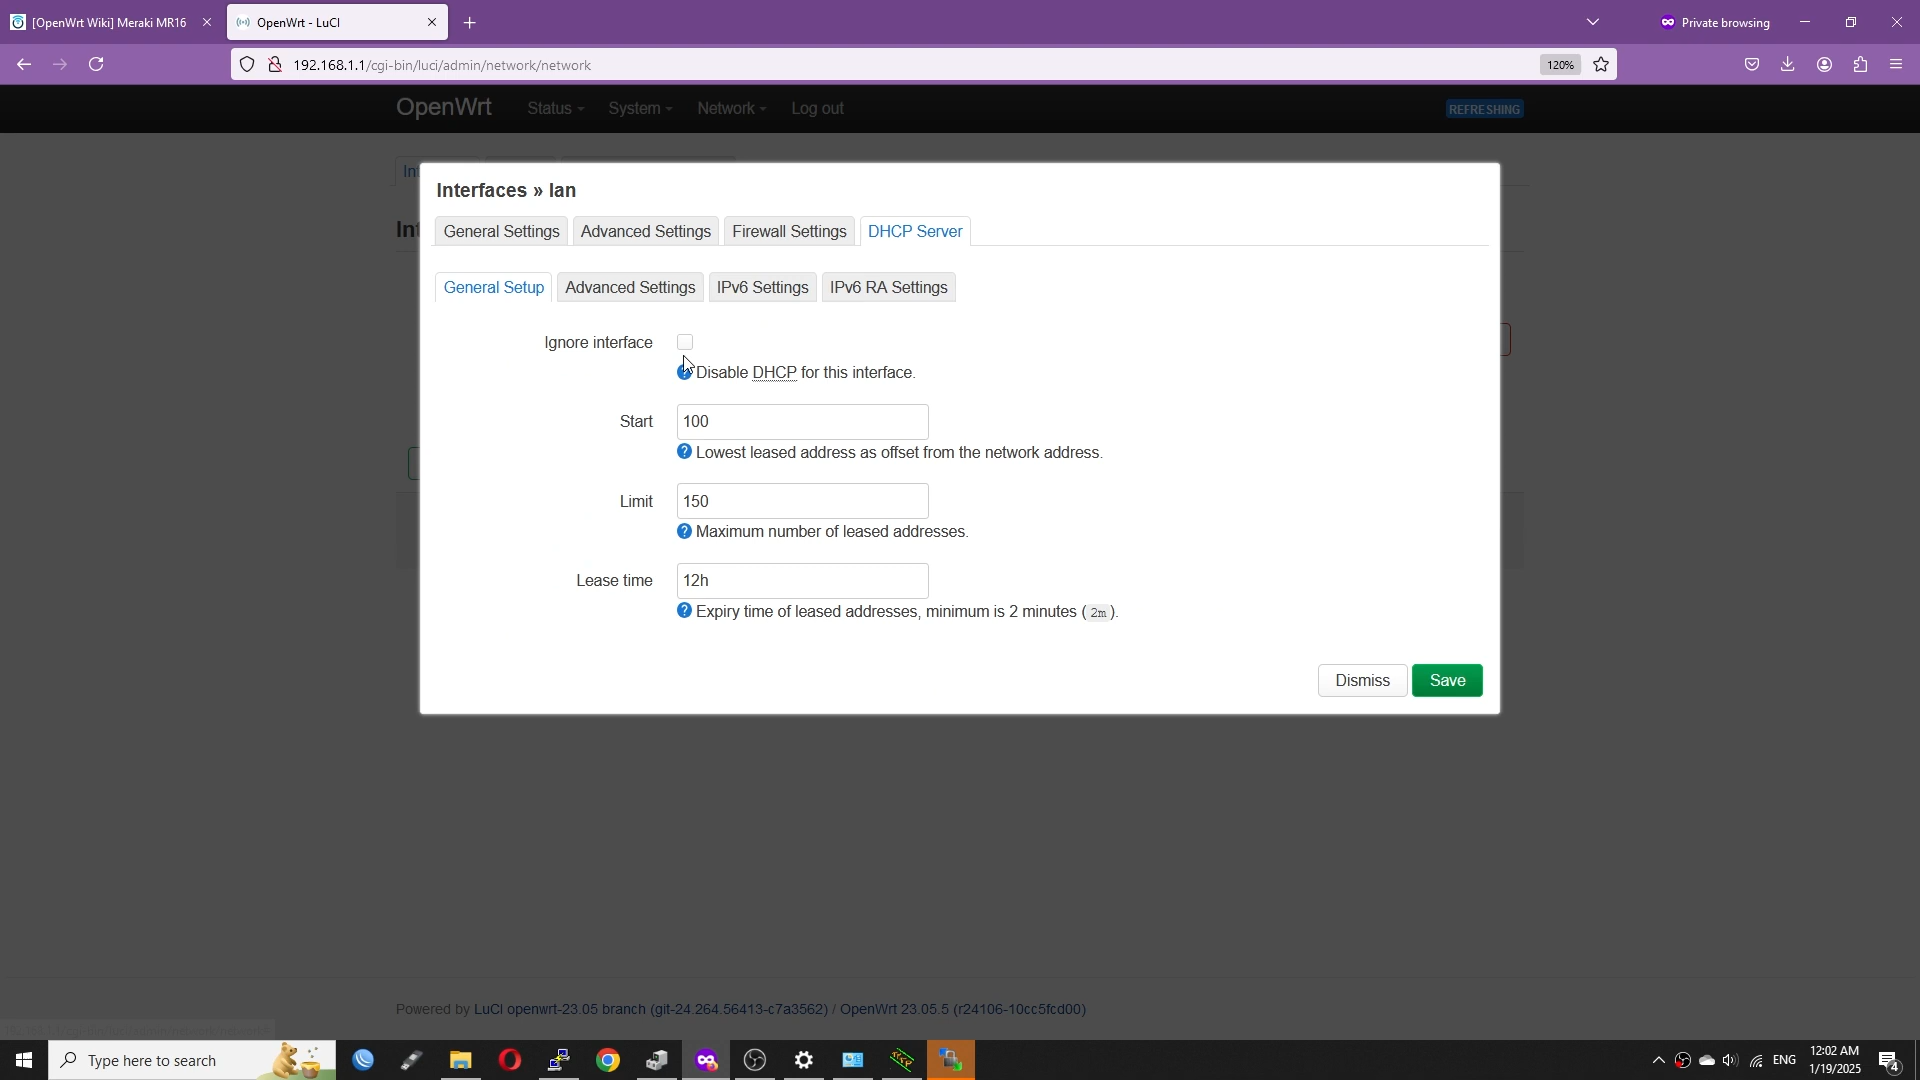 [OpenWrt Wiki] Meraki MR16
OpenWrt - LuCI
Private browsing
192.168.1.1/cgi-bin/luci/admin/network/network
120%
OpenWrt
Status
System
Network
Log out
REFRESHING
Int
Int
Interfaces » lan
General Settings
Advanced Settings
Firewall Settings
DHCP Server
General Setup
Advanced Settings
IPv6 Settings
IPv6 RA Settings
Ignore interface
Disable DHCP for this interface.
Start
100
Lowest leased address as offset from the network address.
Limit
150
Maximum number of leased addresses.
Lease time
12h
Expiry time of leased addresses, minimum is 2 minutes ( 2m ).
Dismiss
Save
Powered by LuCI openwrt-23.05 branch (git-24.264.56413-c7a3562) / OpenWrt 23.05.5 (r24106-10cc5fcd00)
Type here to search
ENG
12:02 AM
1/19/2025
4